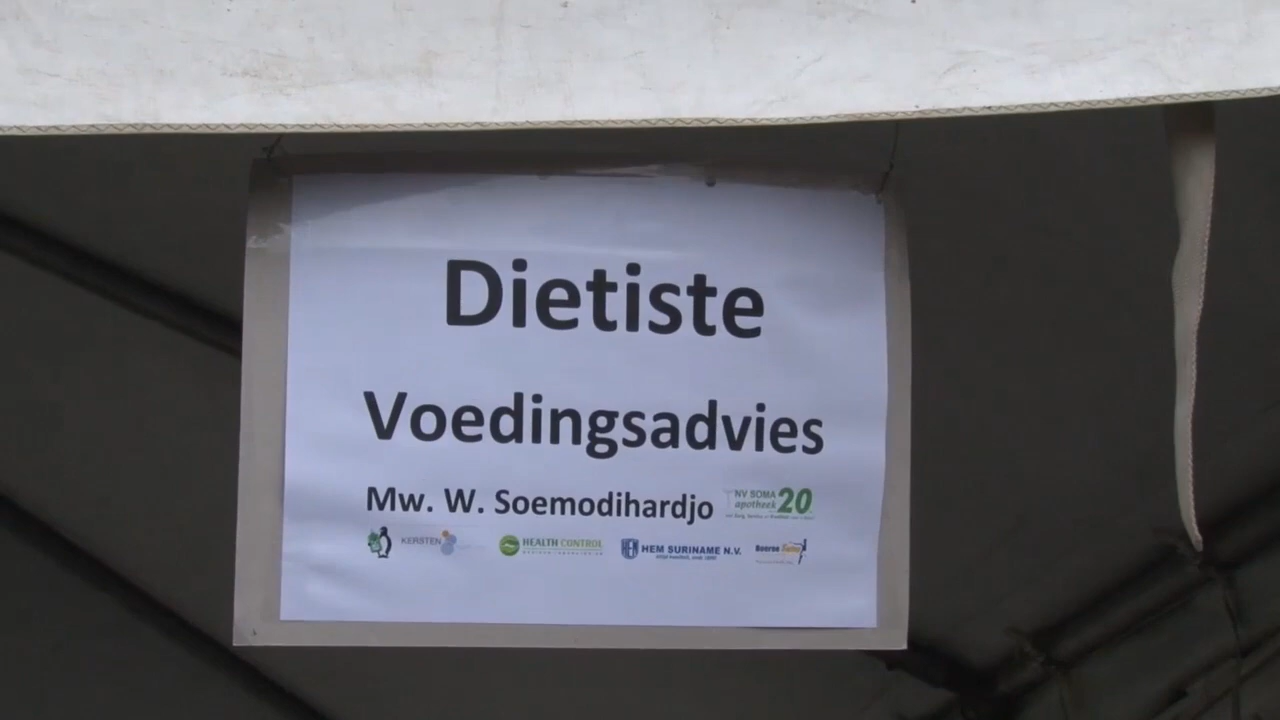 Dietiste
Voedingsadvies
Mw. W. Soemodihardjo
NV SOMA
apotheek 20
KERSTEN
HEALTH CONTROL
HEM SURINAME N.V.